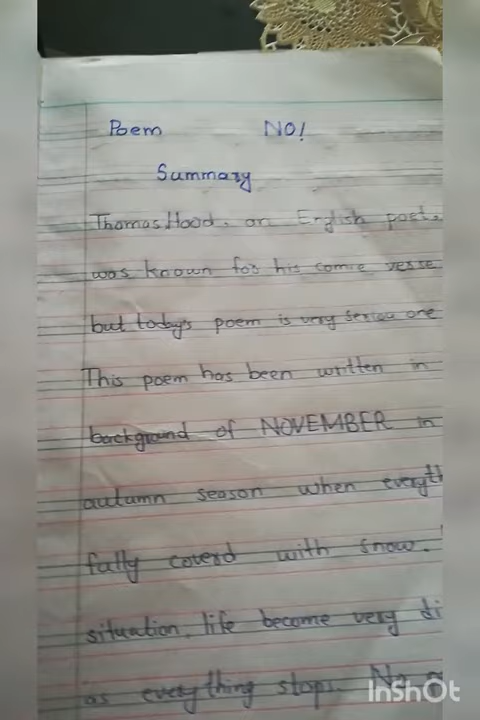 Poem NO!
Summary
Thomas Hood. an English poet.
was known for his comic verse
but today's poem is very one
This poem has been written in
background of NOVEMBER in
autumn season when everyth
fully coverd with snow.
situation, life become very di
as everything stops. No
InShOt